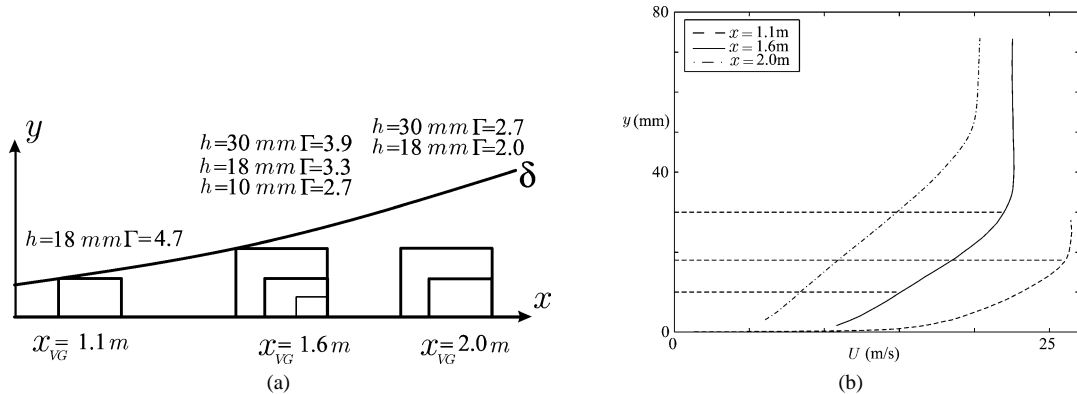 y
h=30 mm Γ=3.9
h=18 mm Γ=3.3
h=10 mm Γ=2.7
h=30 mm Γ=2.7
h=18 mm Γ=2.0
δ
h=18 mm Γ=4.7
x
x_VG= 1.1 m
x_VG= 1.6 m
x_VG= 2.0 m
(a)
80
x = 1.1m
x = 1.6m
x = 2.0m
y (mm)
40
0
0
25
U (m/s)
(b)